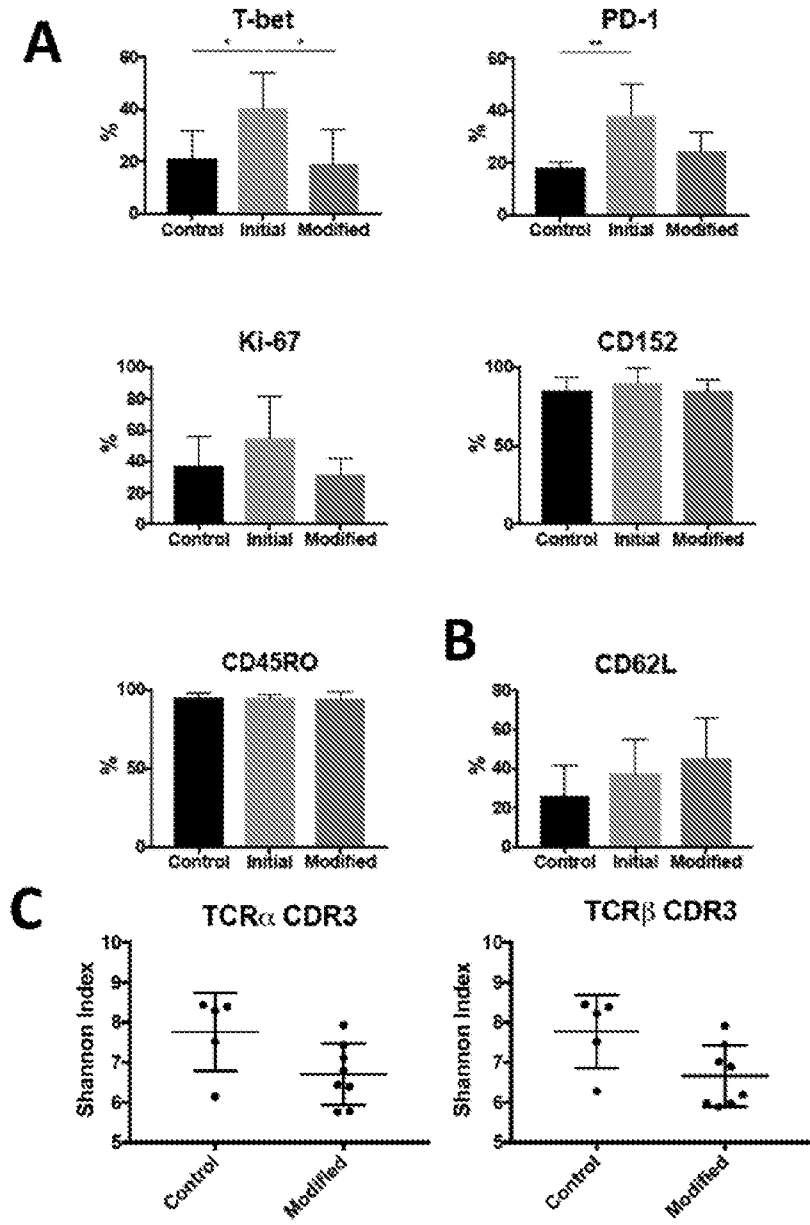 A
T-bet
PD-1
* *
**
60
40
20
0
%
Control Initial Modified
60
40
20
0
%
Control Initial Modified
Ki-67
CD152
100
80
60
40
20
0
%
Control Initial Modified
100
50
0
%
Control Initial Modified
B
CD45RO
CD62L
100
50
0
%
Control Initial Modified
80
60
40
20
0
%
Control Initial Modified
C
TCRα CDR3
TCRβ CDR3
Shannon Index
10
9
8
7
6
5
Control
Modified
Shannon Index
10
9
8
7
6
5
Control
Modified